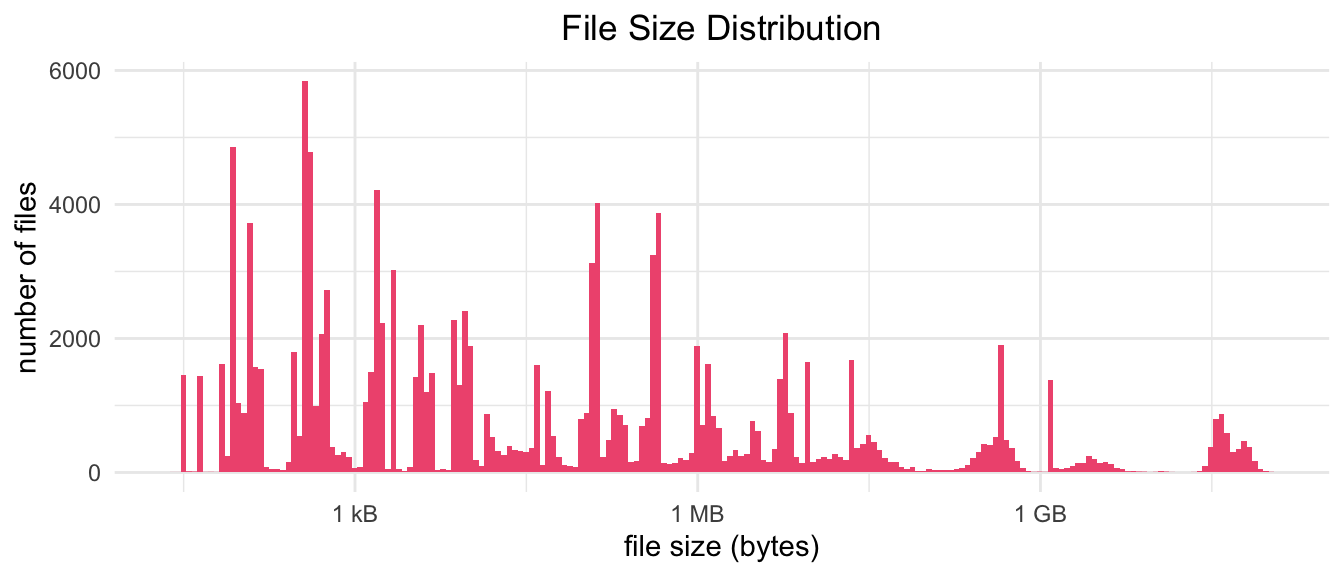 File Size Distribution
6000
4000
2000
0
number of files
1 kB
1 MB
1 GB
file size (bytes)